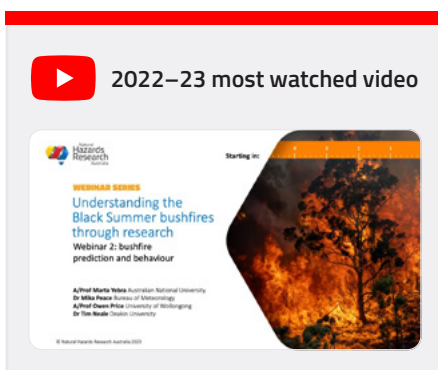 2022–23 most watched video
Natural
Hazards
Research
Australia
Starting in:
WEBINAR SERIES
Understanding the
Black Summer bushfires
through research
Webinar 2: bushfire
prediction and behaviour
A/Prof Marta Yebra Australian National University
Dr Mika Peace Bureau of Meteorology
A/Prof Owen Price University of Wollongong
Dr Tim Neale Deakin University
© Natural Hazards Research Australia 2023